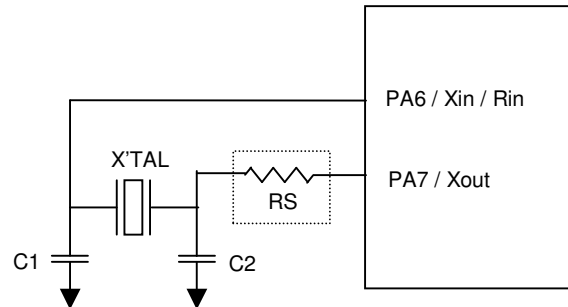 PA6 / Xin / Rin
X'TAL
PA7 / Xout
RS
C1
C2